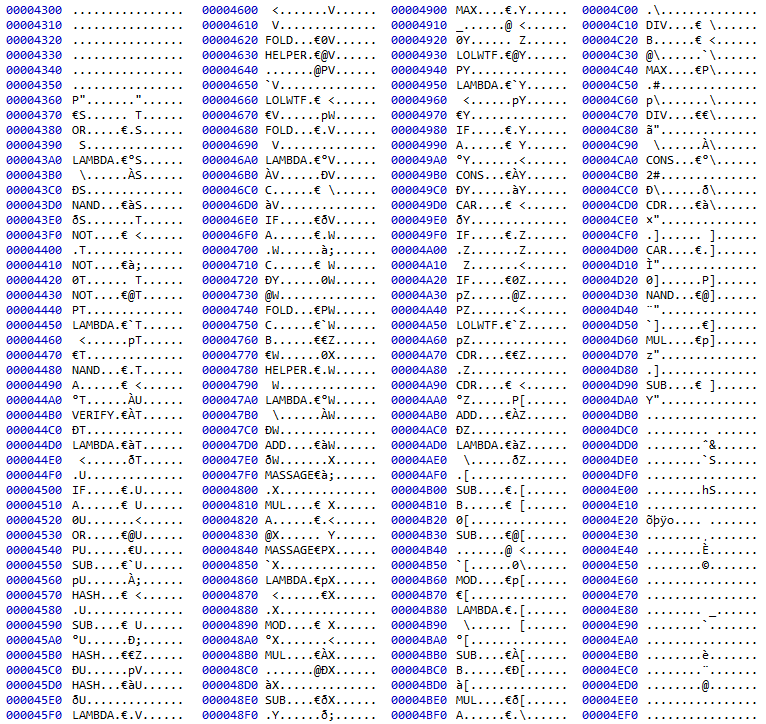 00004300 ................
00004310 ................
00004320 ................
00004330 ................
00004340 ................
00004350 ................
00004360 P".......".......
00004370 €S...... T......
00004380 OR.....€.S......
00004390  S..............
000043A0 LAMBDA.€°S......
000043B0  \......ÀS......
000043C0 ÐS..............
000043D0 NAND...€àS......
000043E0 ðS.......T......
000043F0 NOT....€ <......
00004400 .T..............
00004410 NOT....€à;......
00004420 0T...... T......
00004430 NOT....€@T......
00004440 PT..............
00004450 LAMBDA.€`T......
00004460  <......pT......
00004470 €T..............
00004480 NAND...€.T......
00004490 A......€ <......
000044A0 °T......ÀU......
000044B0 VERIFY.€ÀT......
000044C0 ÐT..............
000044D0 LAMBDA.€àT......
000044E0  <......ðT......
000044F0 .U..............
00004500 IF.....€.U......
00004510 A......€ U......
00004520 0U.......<......
00004530 OR.....€@U......
00004540 PU......€U......
00004550 SUB....€`U......
00004560 pU......À;......
00004570 HASH...€ <......
00004580 .U..............
00004590 SUB....€ U......
000045A0 °U......Ð;......
000045B0 HASH...€€Z......
000045C0 ÐU......pV......
000045D0 HASH...€àU......
000045E0 ðU..............
000045F0 LAMBDA.€.V......
00004600  <.......V......
00004610  V..............
00004620 FOLD...€0V......
00004630 HELPER.€@V......
00004640 ........@PV......
00004650 `V..............
00004660 LOLWTF.€ <......
00004670 €V......pW......
00004680 FOLD...€.V......
00004690  V..............
000046A0 LAMBDA.€°V......
000046B0 ÀV......ÐV......
000046C0 C......€ \......
000046D0 àV..............
000046E0 IF.....€ðV......
000046F0 A......€.W......
00004700 .W......à;......
00004710 C......€ W......
00004720 ÐY......0W......
00004730 @W..............
00004740 FOLD...€PW......
00004750 C......€`W......
00004760 B......€€Z......
00004770 €W......0X......
00004780 HELPER.€.W......
00004790  W..............
000047A0 LAMBDA.€°W......
000047B0  \......ÀW......
000047C0 ÐW..............
000047D0 ADD....€àW......
000047E0 ðW.......X......
000047F0 MASSAGE€à;......
00004800 .X..............
00004810 MUL....€ X......
00004820 A......€.<......
00004830 @X...... Y......
00004840 MASSAGE€PX......
00004850 `X..............
00004860 LAMBDA.€pX......
00004870  <......€X......
00004880 .X..............
00004890 MOD....€ X......
000048A0 °X.......<......
000048B0 MUL....€ÀX......
000048C0 .......@ÐX......
000048D0 àX..............
000048E0 SUB....€ðX......
000048F0 .Y......ð;......
00004900 MAX....€.Y......
00004910 _......@ <......
00004920 0Y...... Z......
00004930 LOLWTF.€@Y......
00004940 PY..............
00004950 LAMBDA.€`Y......
00004960  <......pY......
00004970 €Y..............
00004980 IF.....€.Y......
00004990 A......€ Y......
000049A0 °Y.......<......
000049B0 CONS...€ÀY......
000049C0 ÐY......àY......
000049D0 CAR....€ <......
000049E0 ðY..............
000049F0 IF.....€.Z......
00004A00 .Z...... Z......
00004A10  Z.......<......
00004A20 IF.....€0Z......
00004A30 pZ......@Z......
00004A40 PZ.......<......
00004A50 LOLWTF.€`Z......
00004A60 pZ..............
00004A70 CDR....€€Z......
00004A80 .Z..............
00004A90 CDR....€ <......
00004AA0 °Z......P[......
00004AB0 ADD....€ÀZ......
00004AC0 ÐZ..............
00004AD0 LAMBDA.€àZ......
00004AE0  \......ðZ......
00004AF0 .[..............
00004B00 SUB....€.[......
00004B10 B......€ [......
00004B20 0[..............
00004B30 SUB....€@[......
00004B40 .......@ <......
00004B50 `[......0\......
00004B60 MOD....€p[......
00004B70 €[..............
00004B80 LAMBDA.€.[......
00004B90  \...... [......
00004BA0 °[..............
00004BB0 SUB....€À[......
00004BC0 B......€Ð[......
00004BD0 à[..............
00004BE0 MUL....€ð[......
00004BF0 A......€.\......
00004C00 .\..............
00004C10 DIV....€ \......
00004C20 B......€ <......
00004C30 @\......`\......
00004C40 MAX....€P\......
00004C50 .#..............
00004C60 p\.......\......
00004C70 DIV....€€\......
00004C80 ã"..............
00004C90  \......À\......
00004CA0 CONS...€°\......
00004CB0 2#..............
00004CC0 Ð\......ð\......
00004CD0 CDR....€à\......
00004CE0 ×"..............
00004CF0 .]...... ]......
00004D00 CAR....€.]......
00004D10 Ì"..............
00004D20 0]......P]......
00004D30 NAND...€@]......
00004D40 ¨"..............
00004D50 `]......€]......
00004D60 MUL....€p]......
00004D70 z"..............
00004D80 .]..............
00004D90 SUB....€ ]......
00004DA0 Y"..............
00004DB0 ................
00004DC0 ................
00004DD0 ........ˆ&......
00004DE0 ........`S......
00004DF0 ................
00004E00 ........hS......
00004E10 ................
00004E20 õþÿo............
00004E30 ................
00004E40 ........È.......
00004E50 ........©.......
00004E60 ................
00004E70 ................
00004E80 ........._......
00004E90 ........`.......
00004EA0 ................
00004EB0 ........è.......
00004EC0 ........¨.......
00004ED0 ........@.......
00004EE0 ................
00004EF0 ................